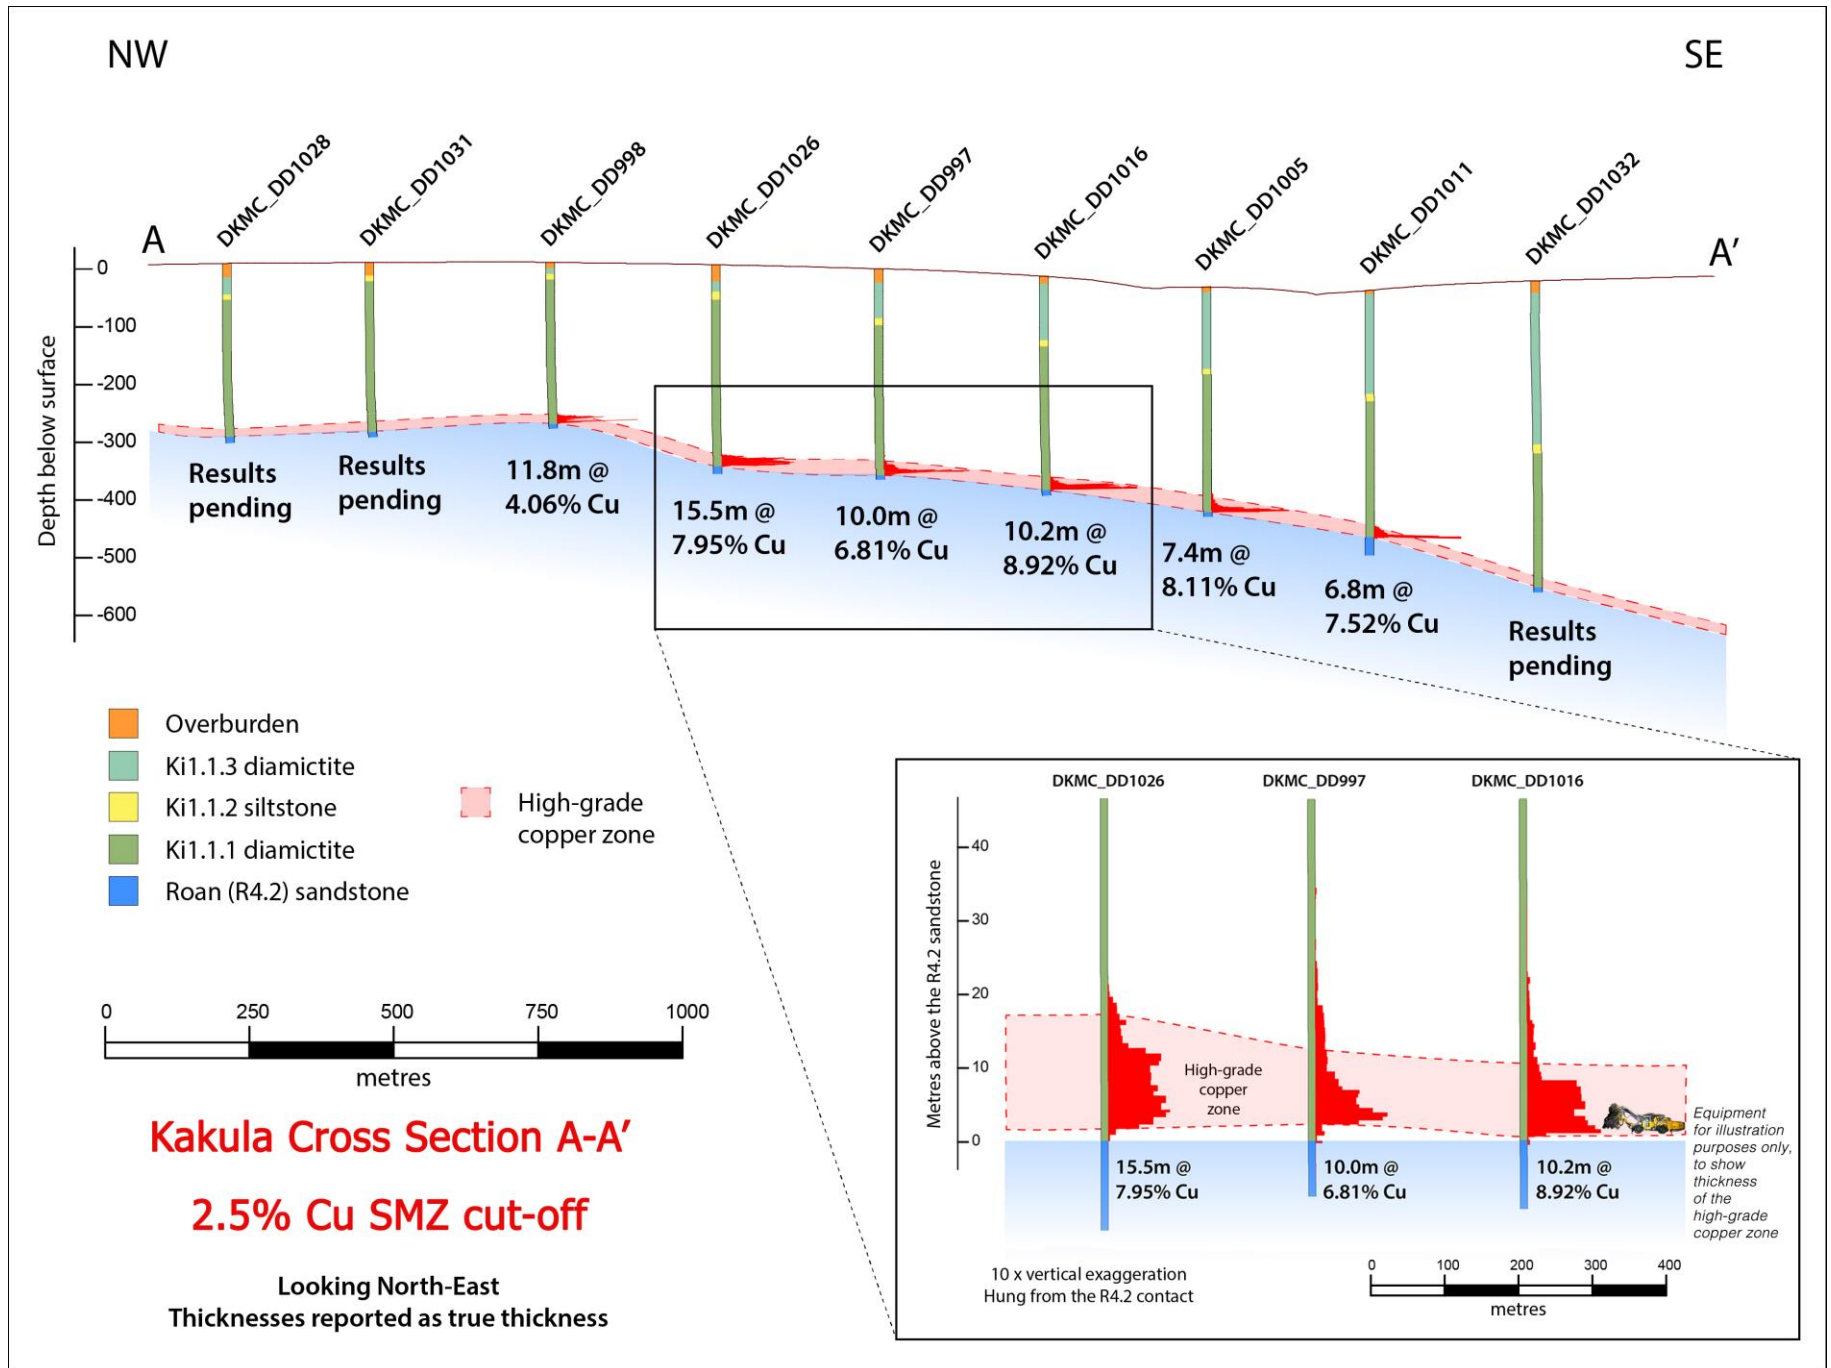 NW
SE
DKMC_DD1028
DKMC_DD1031
DKMC_DD998
DKMC_DD1026
DKMC_DD997
DKMC_DD1016
DKMC_DD1005
DKMC_DD1011
DKMC_DD1032
A
A’
Depth below surface
0
-100
-200
-300
-400
-500
-600
Results
pending
Results
pending
11.8m @
4.06% Cu
15.5m @
7.95% Cu
10.0m @
6.81% Cu
10.2m @
8.92% Cu
7.4m @
8.11% Cu
6.8m @
7.52% Cu
Results
pending
Overburden
Ki1.1.3 diamictite
Ki1.1.2 siltstone
Ki1.1.1 diamictite
Roan (R4.2) sandstone
High-grade
copper zone
0 250 500 750 1000
metres
Kakula Cross Section A-A’
2.5% Cu SMZ cut-off
Looking North-East
Thicknesses reported as true thickness
DKMC_DD1026
DKMC_DD997
DKMC_DD1016
Metres above the R4.2 sandstone
40
30
20
10
0
High-grade
copper
zone
15.5m @
7.95% Cu
10.0m @
6.81% Cu
10.2m @
8.92% Cu
Equipment
for illustration
purposes only,
to show
thickness
of the
high-grade
copper zone
10 x vertical exaggeration
Hung from the R4.2 contact
0 100 200 300 400
metres